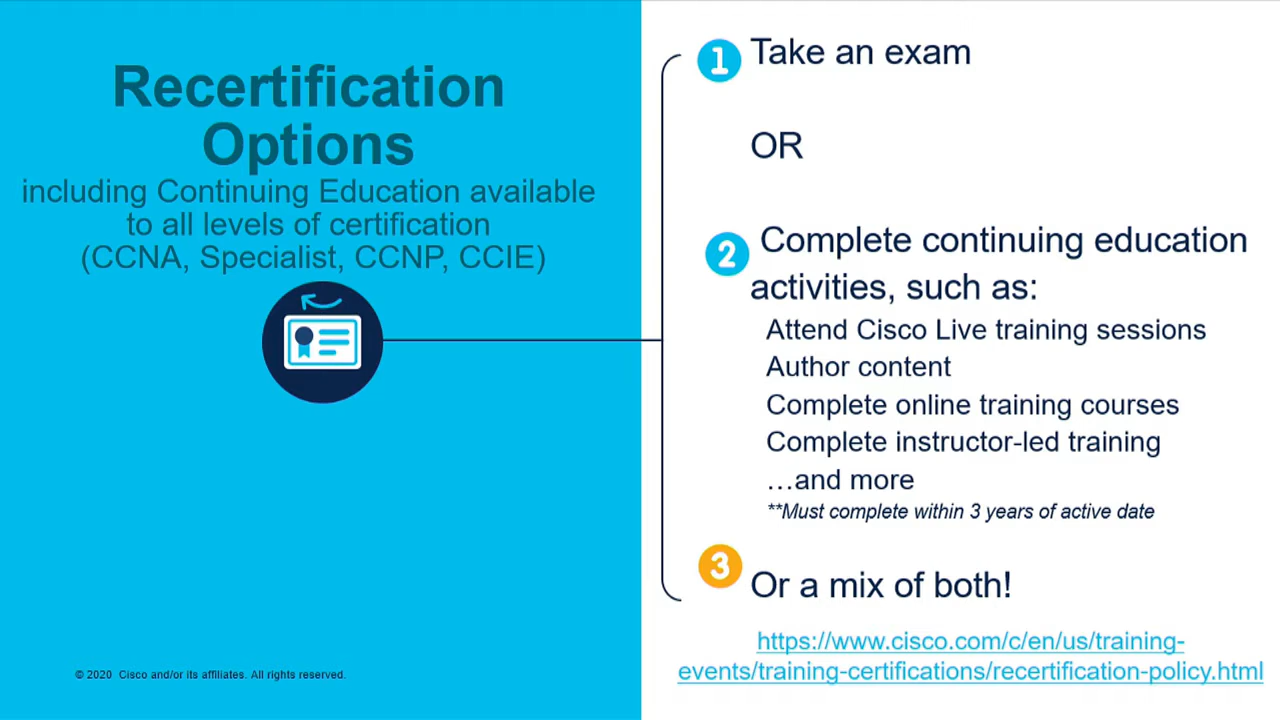 Recertification
Options
including Continuing Education available
to all levels of certification
(CCNA, Specialist, CCNP, CCIE)
© 2020 Cisco and/or its affiliates. All rights reserved.
1 Take an exam
OR
2 Complete continuing education
activities, such as:
Attend Cisco Live training sessions
Author content
Complete online training courses
Complete instructor-led training
…and more
**Must complete within 3 years of active date
3 Or a mix of both!
https://www.cisco.com/c/en/us/training-
events/training-certifications/recertification-policy.html